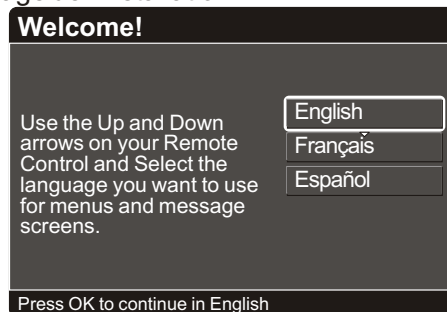 Welcome!
Use the Up and Down
arrows on your Remote
Control and Select the
language you want to use
for menus and message
screens.
English
Français
Español
Press OK to continue in English